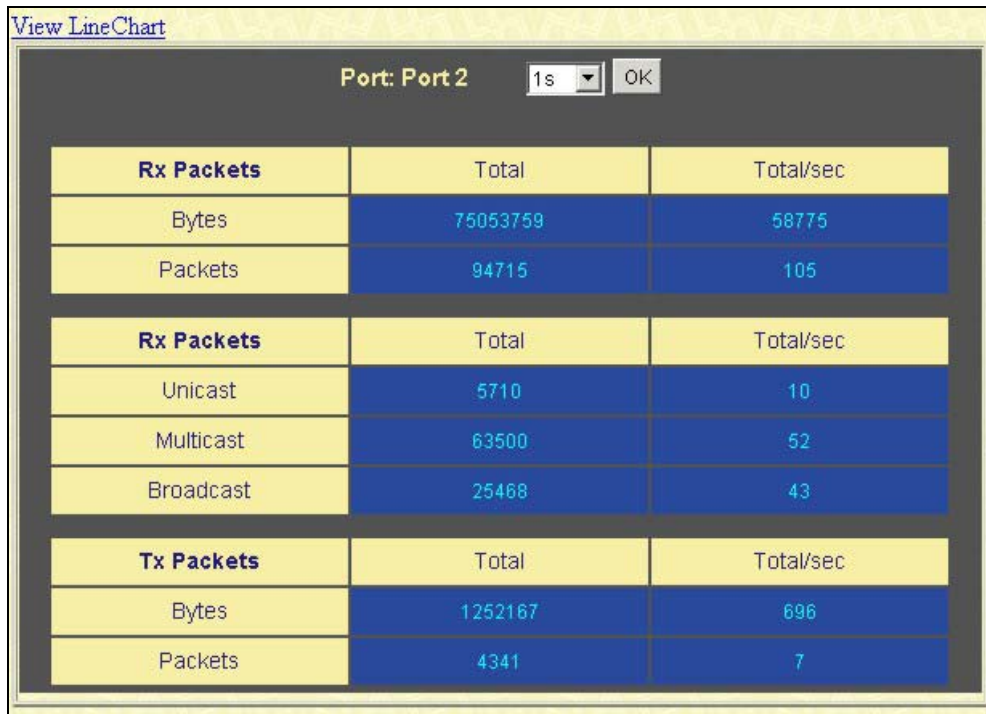 View LineChart
Port: Port 2 1s OK
Rx Packets Total Total/sec
Bytes 75053759 58775
Packets 94715 105
Rx Packets Total Total/sec
Unicast 5710 10
Multicast 63500 52
Broadcast 25468 43
Tx Packets Total Total/sec
Bytes 1252167 696
Packets 4341 7